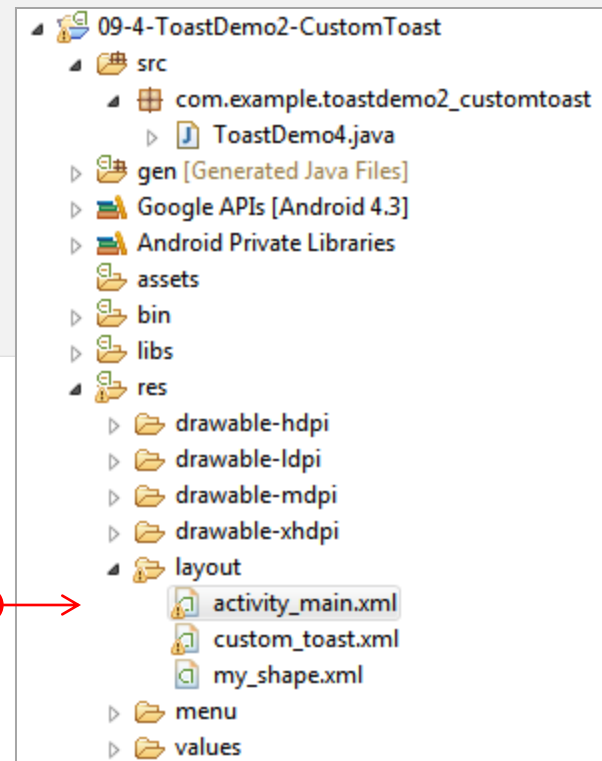 09-4-ToastDemo2-CustomToast
src
com.example.toastdemo2_customtoast
ToastDemo4.java
gen [Generated Java Files]
Google APIs [Android 4.3]
Android Private Libraries
assets
bin
libs
res
drawable-hdpi
drawable-ldpi
drawable-mdpi
drawable-xhdpi
layout
activity_main.xml
custom_toast.xml
my_shape.xml
menu
values